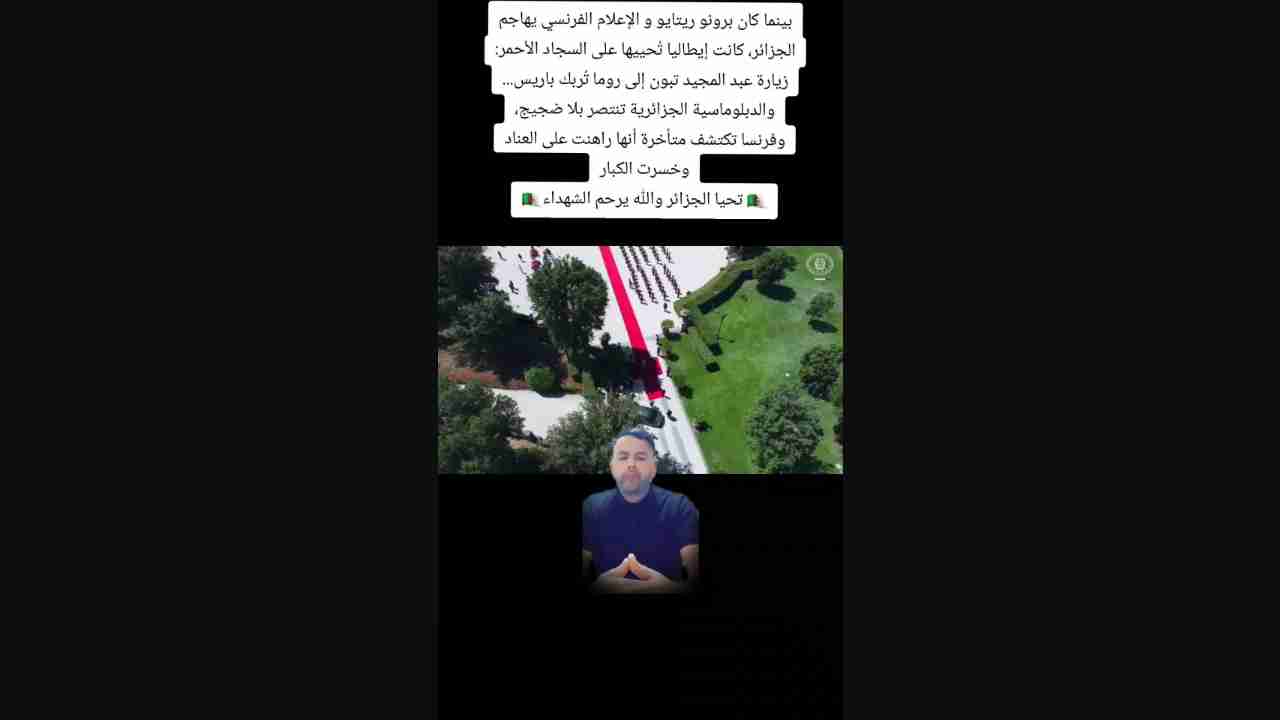 بينما كان برونو ريتايو و الإعلام الفرنسي يهاجم
الجزائر، كانت إيطاليا تُحييها على السجاد الأحمر:
زيارة عبد المجيد تبون إلى روما تُربك باريس...
والدبلوماسية الجزائرية تنتصر بلا ضجيج،
وفرنسا تكتشف متأخرة أنها راهنت على العناد
وخسرت الكبار
🇩🇿 تحيا الجزائر والله يرحم الشهداء 🇩🇿